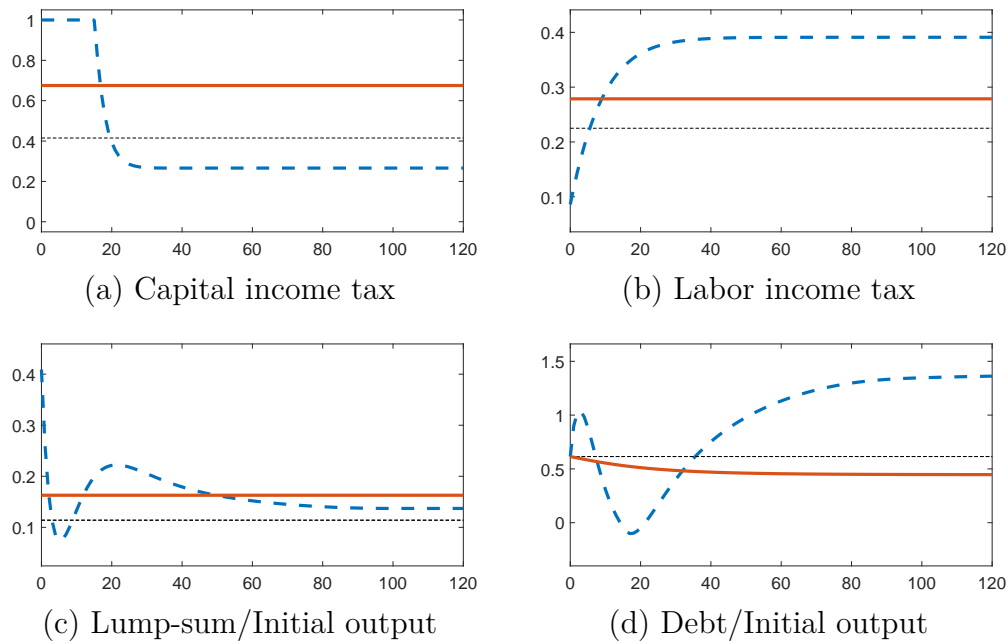 1
0.8
0.6
0.4
0.2
0
0 20 40 60 80 100 120
(a) Capital income tax
0.4
0.3
0.2
0.1
0 20 40 60 80 100 120
(b) Labor income tax
0.4
0.3
0.2
0.1
0 20 40 60 80 100 120
(c) Lump-sum/Initial output
1.5
1
0.5
0
0 20 40 60 80 100 120
(d) Debt/Initial output